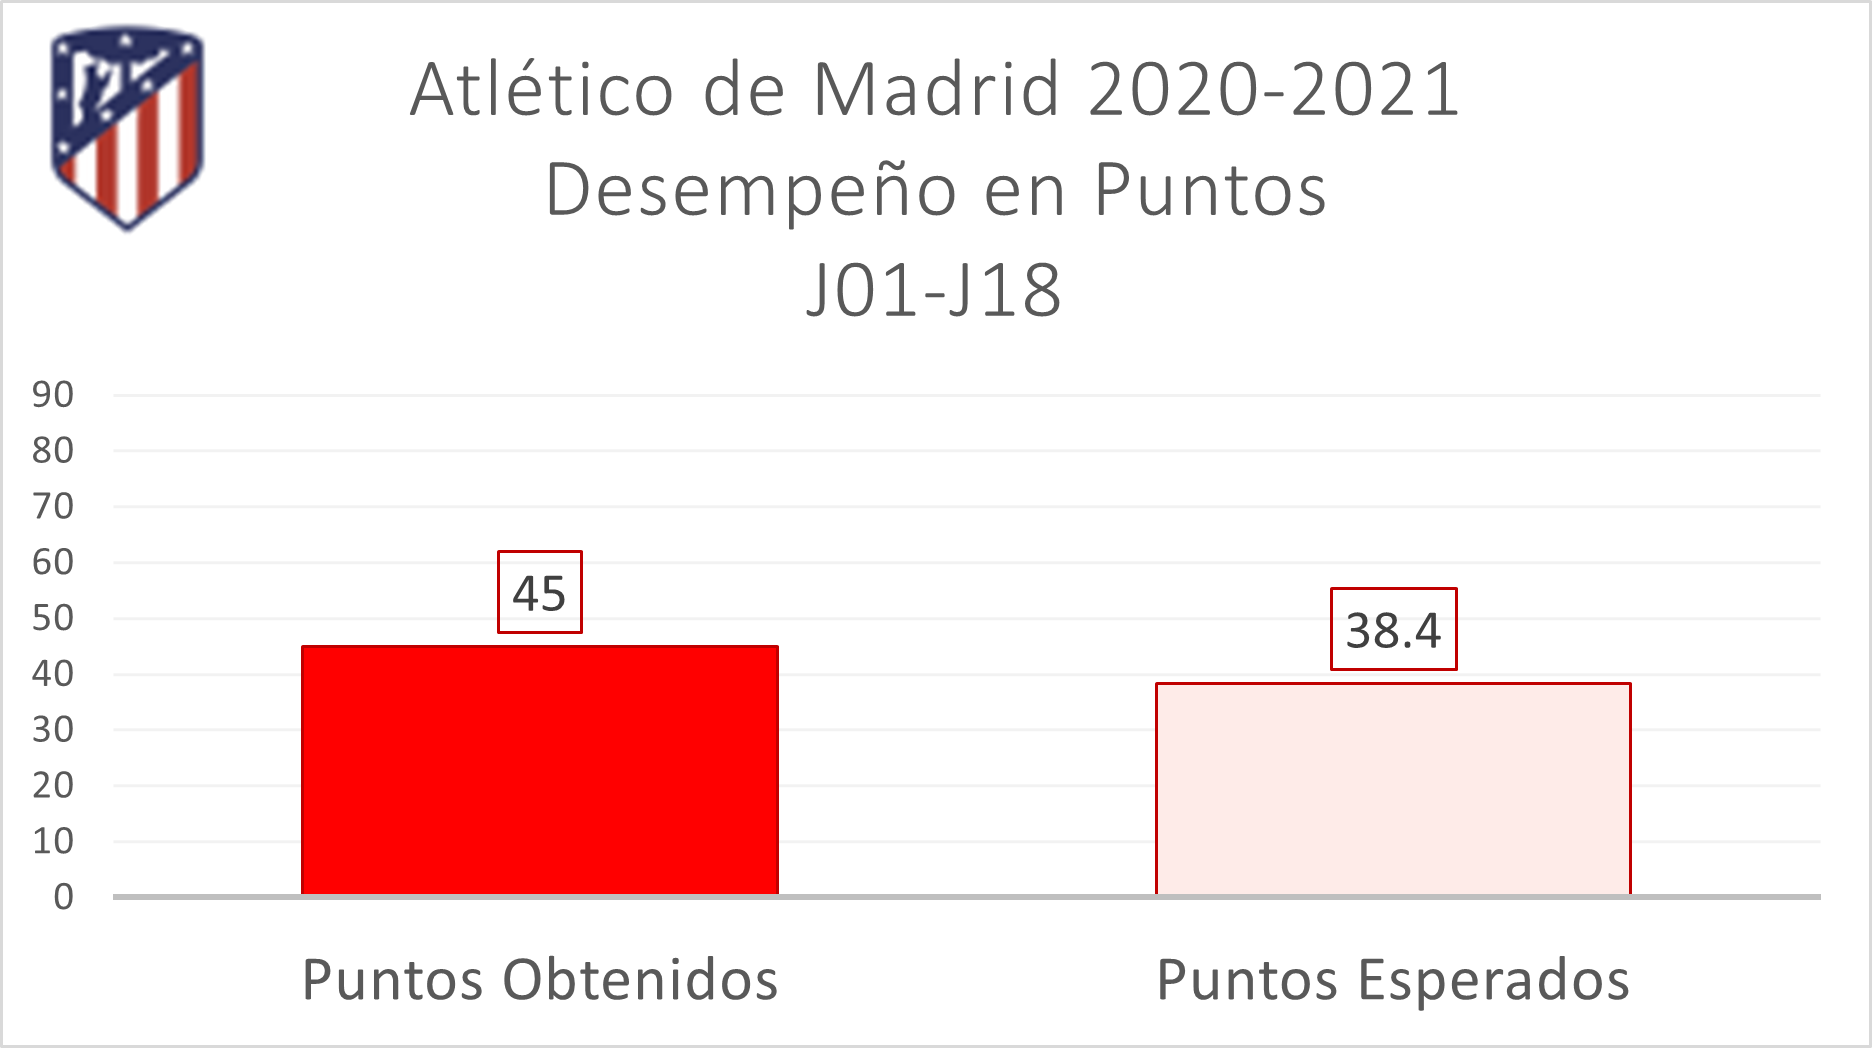 Atlético de Madrid 2020-2021
Desempeño en Puntos
J01-J18
90
80
70
60
50
40
30
20
10
0
45
38.4
Puntos Obtenidos
Puntos Esperados